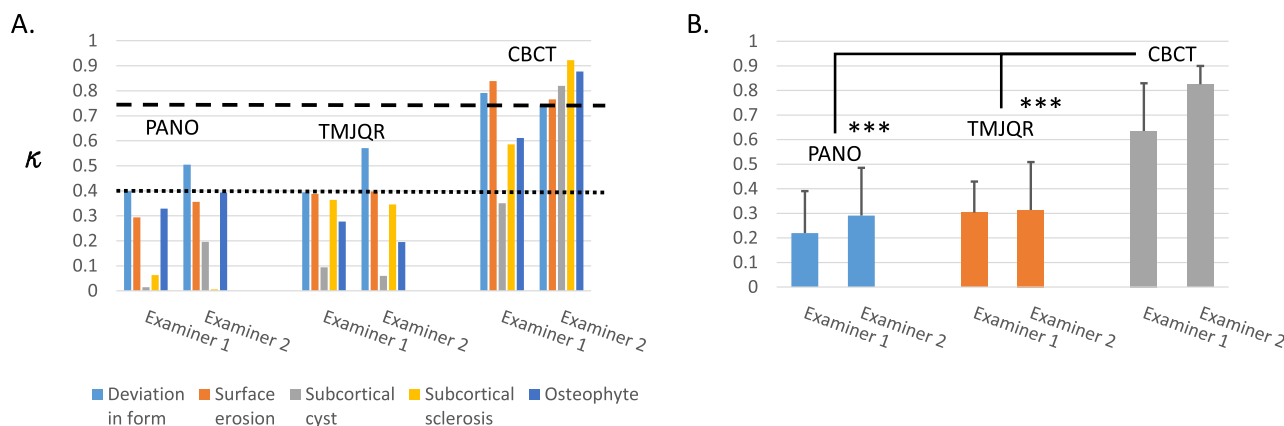 A.
1
0.9
0.8
0.7
0.6
0.5
0.4
0.3
0.2
0.1
0
κ
PANO
TMJQR
CBCT
Examiner 1
Examiner 2
Examiner 1
Examiner 2
Examiner 1
Examiner 2
Deviation in form
Surface erosion
Subcortical cyst
Subcortical sclerosis
Osteophyte
B.
1
0.9
0.8
0.7
0.6
0.5
0.4
0.3
0.2
0.1
0
CBCT
***
TMJQR
***
PANO
Examiner 1
Examiner 2
Examiner 1
Examiner 2
Examiner 1
Examiner 2